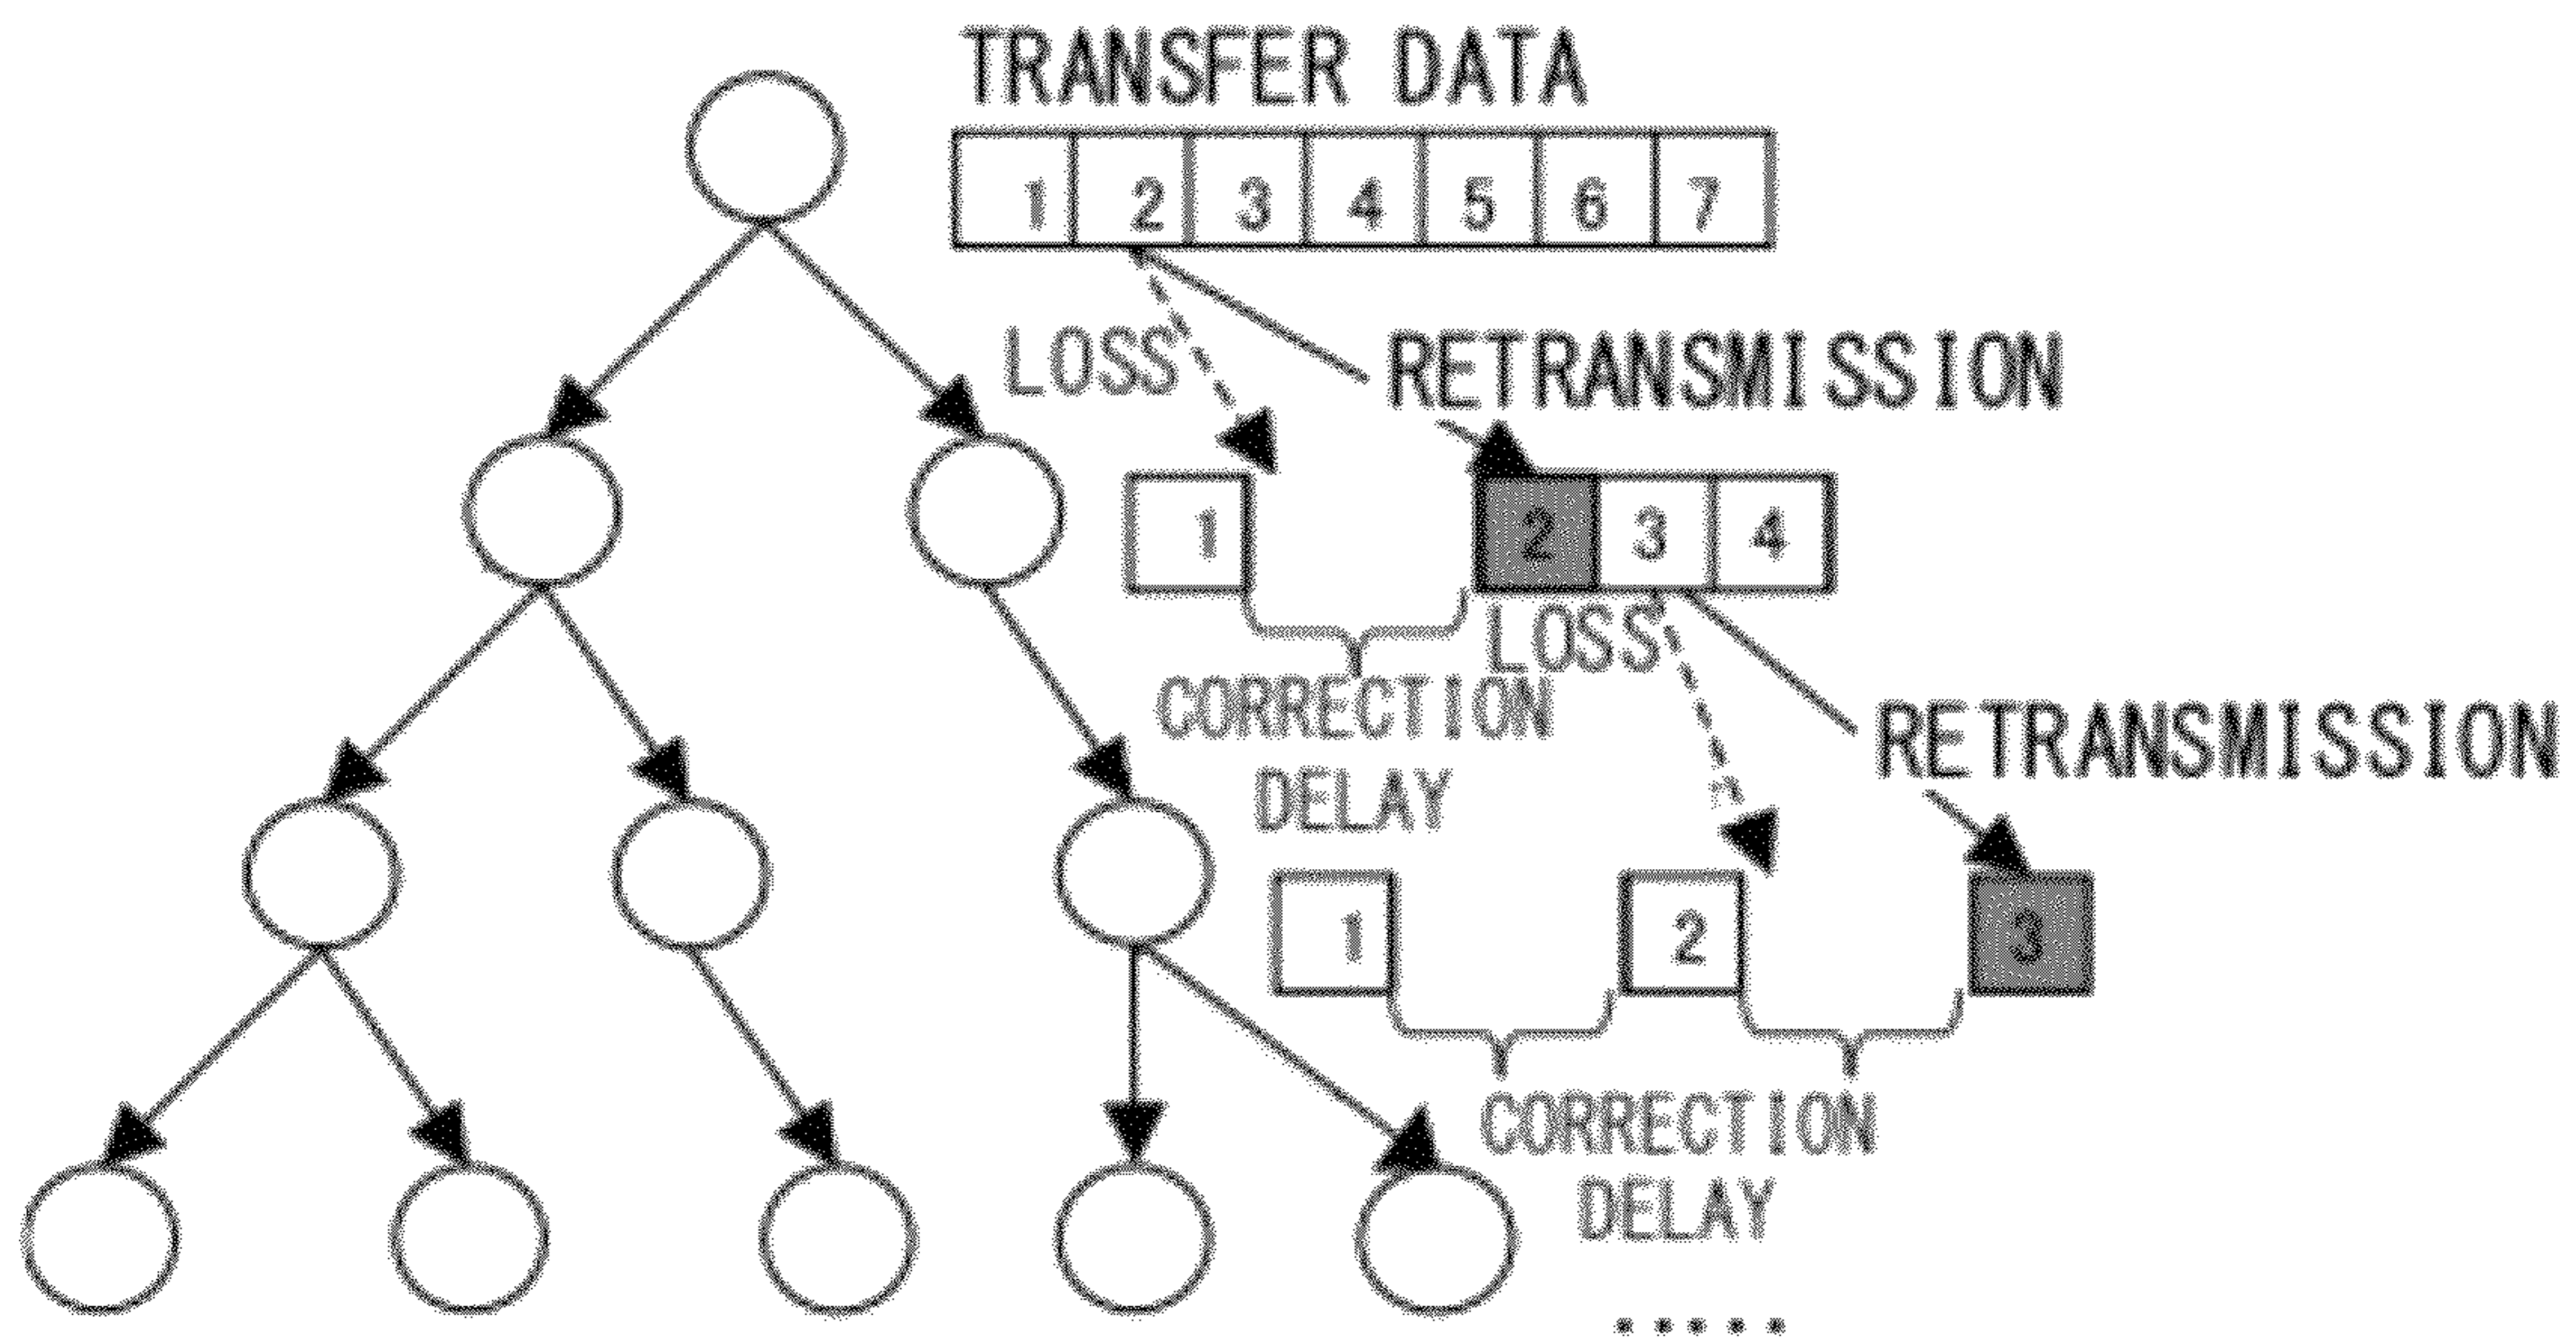 TRANSFER DATA
1 2 3 4 5 6 7
LOSS
RETRANSMISSION
1 2 3 4
LOSS
CORRECTION
DELAY
RETRANSMISSION
1 2 3
CORRECTION
DELAY
.....